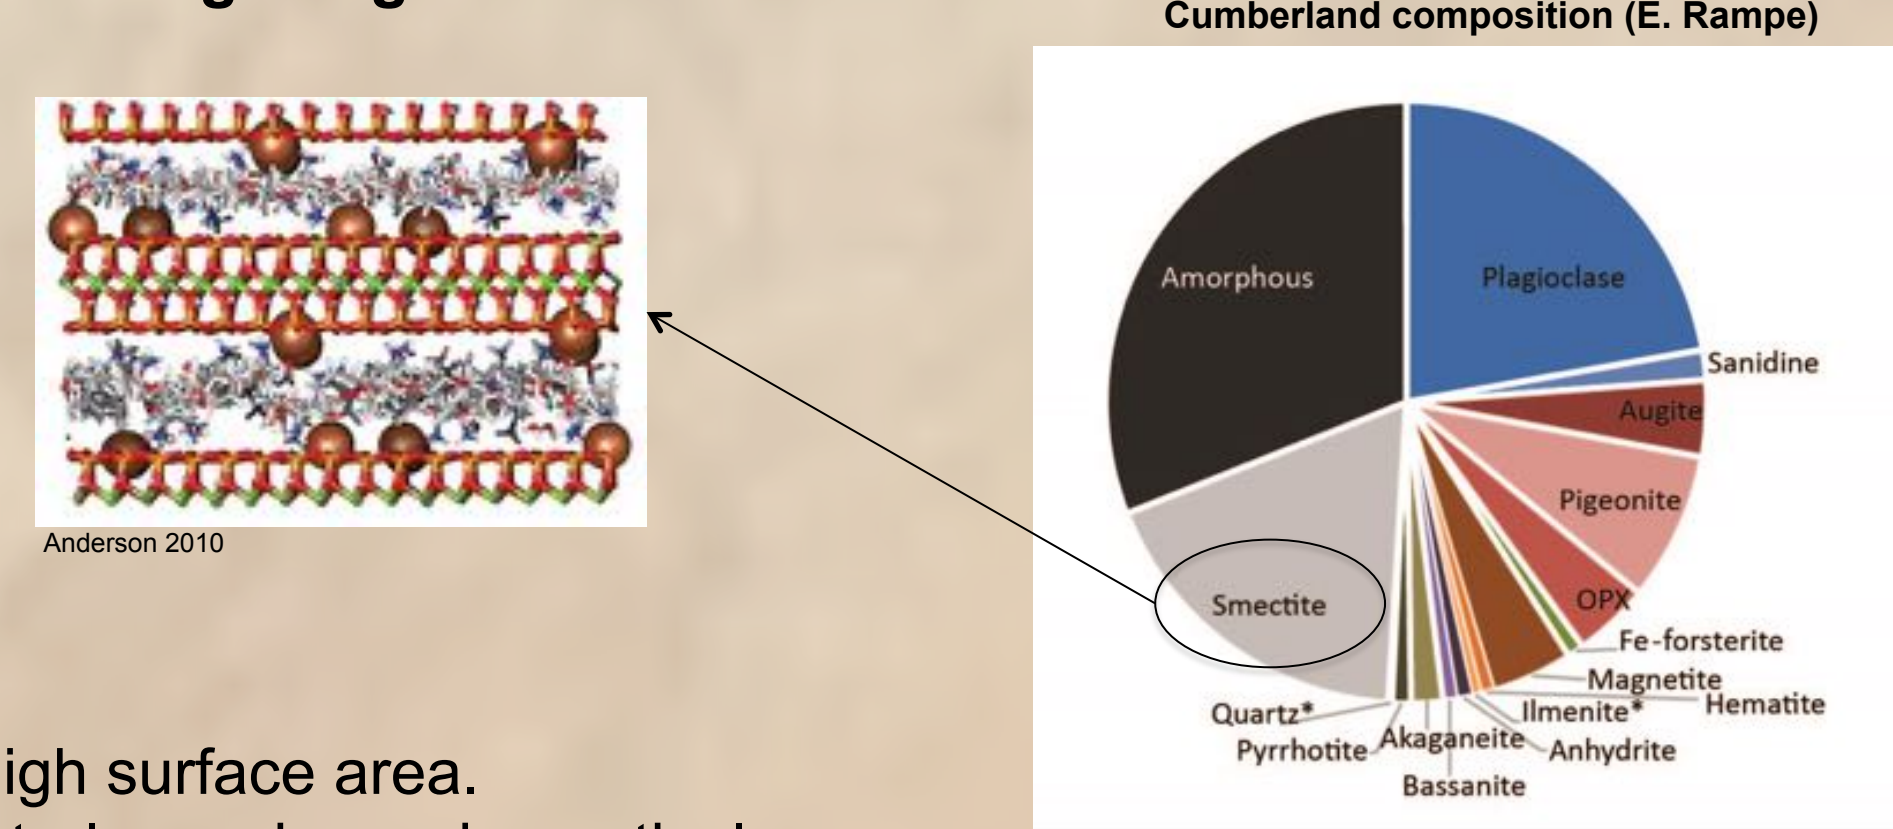 Cumberland composition (E. Rampe)
Amorphous
Plagioclase
Sanidine
Augite
Pigeonite
Smectite
OPX
Fe-forsterite
Magnetite
Hematite
Quartz*
Ilmenite*
Pyrrhotite
Akaganeite
Anhydrite
Bassanite
Anderson 2010
igh surface area.